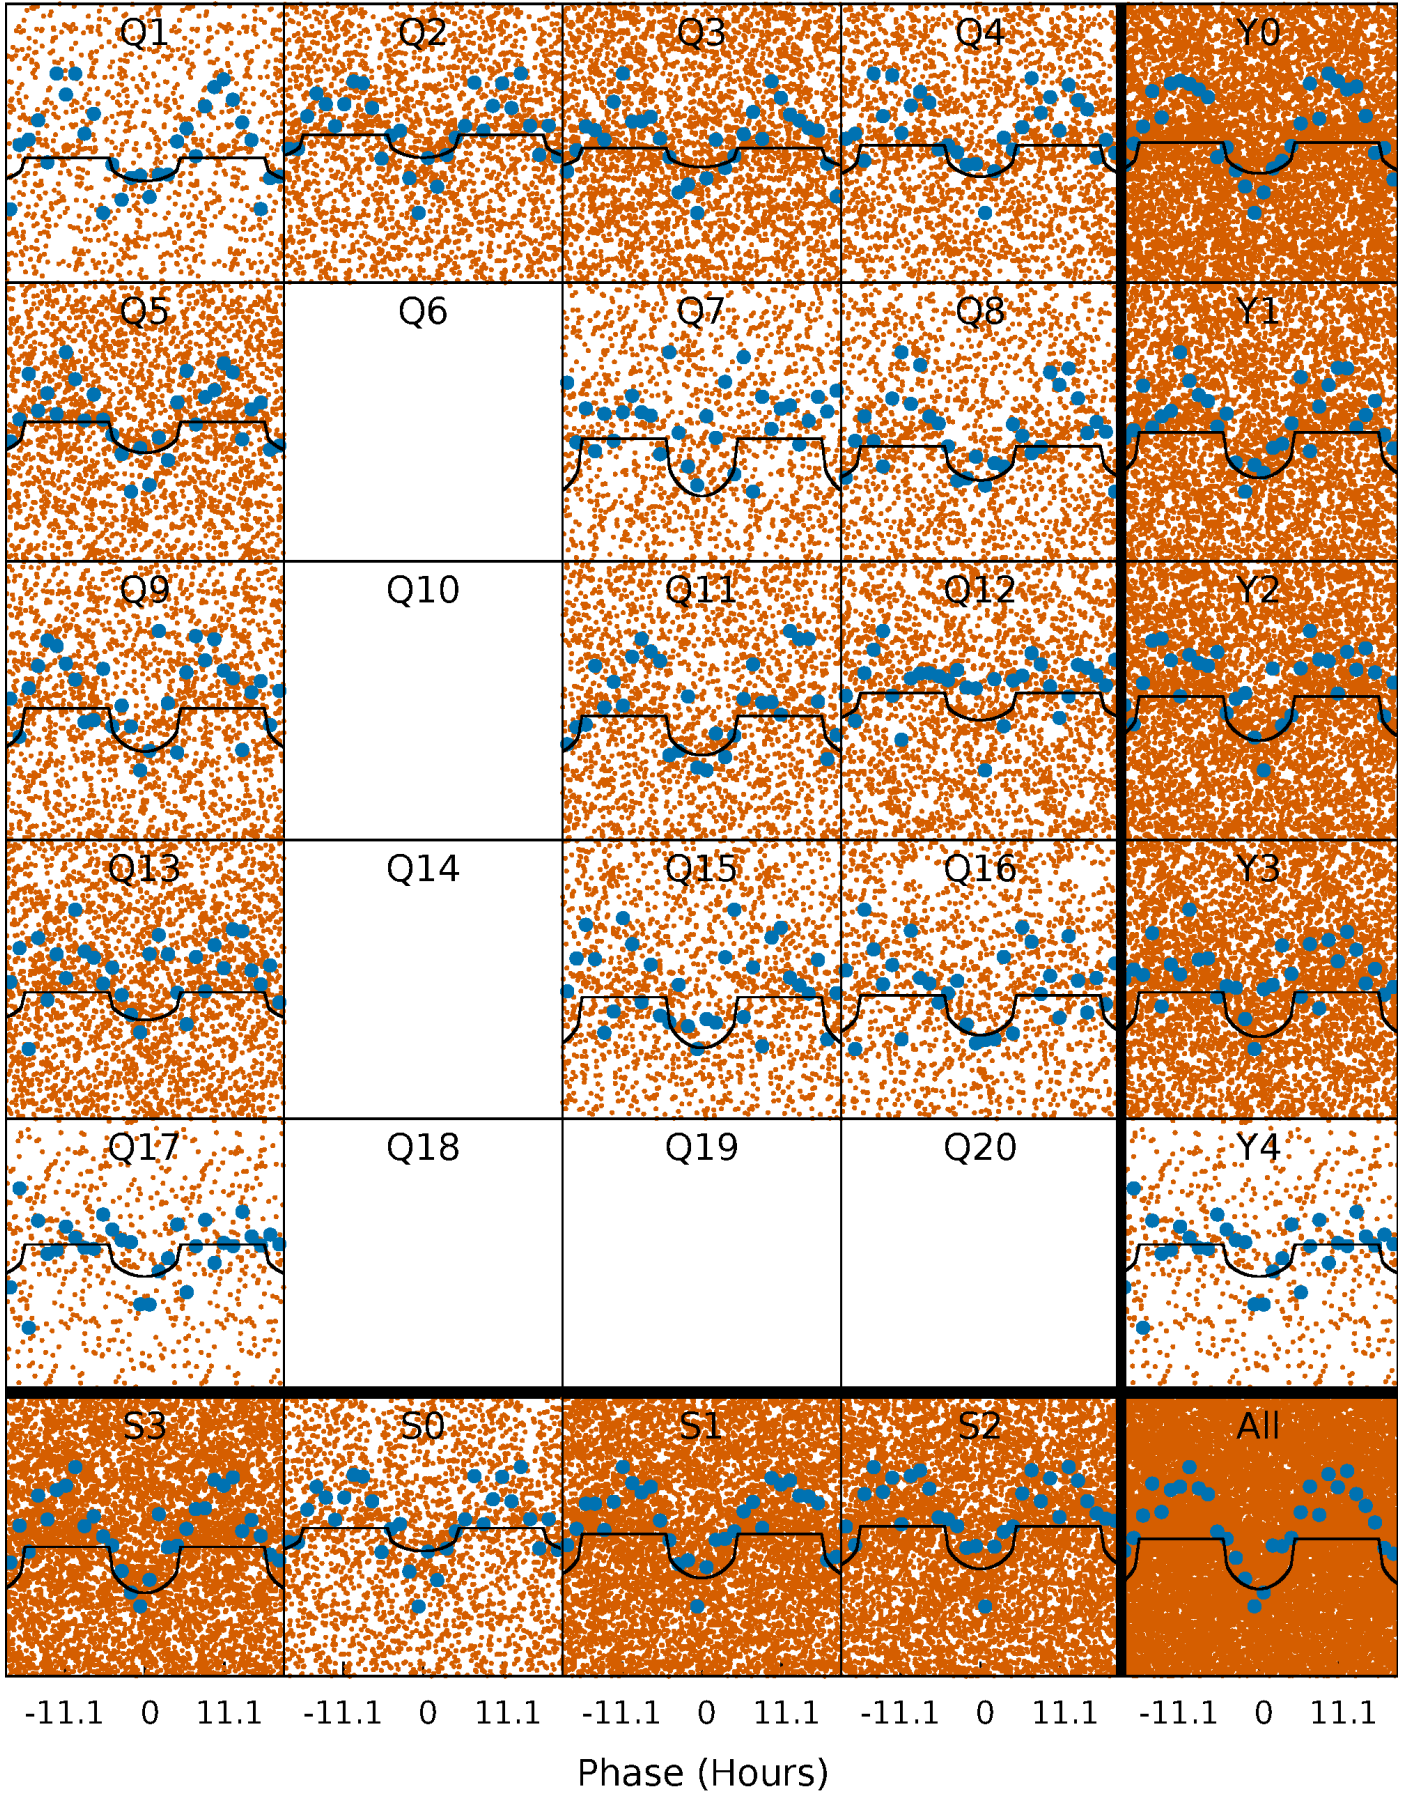 Q1 Q2 Q3 Q4 Y0
Q5 Q6 Q7 Q8 Y1
Q9 Q10 Q11 Q12 Y2
Q13 Q14 Q15 Q16 Y3
Q17 Q18 Q19 Q20 Y4
S3 S0 S1 S2 All
-11.1 0 11.1 -11.1 0 11.1 -11.1 0 11.1 -11.1 0 11.1 -11.1 0 11.1
Phase (Hours)